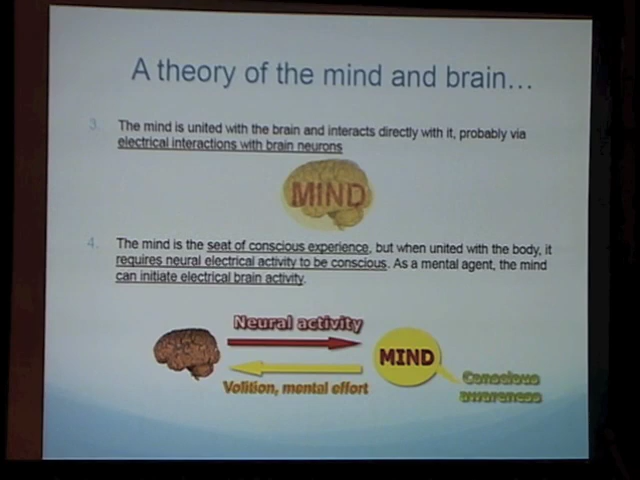 A theory of the mind and brain...
3. The mind is united with the brain and interacts directly with it, probably via
electrical interactions with brain neurons
MIND
4. The mind is the seat of conscious experience, but when united with the body, it
requires neural electrical activity to be conscious. As a mental agent, the mind
can initiate electrical brain activity.
Neural activity
MIND
Volition, mental effort
Conscious
awareness